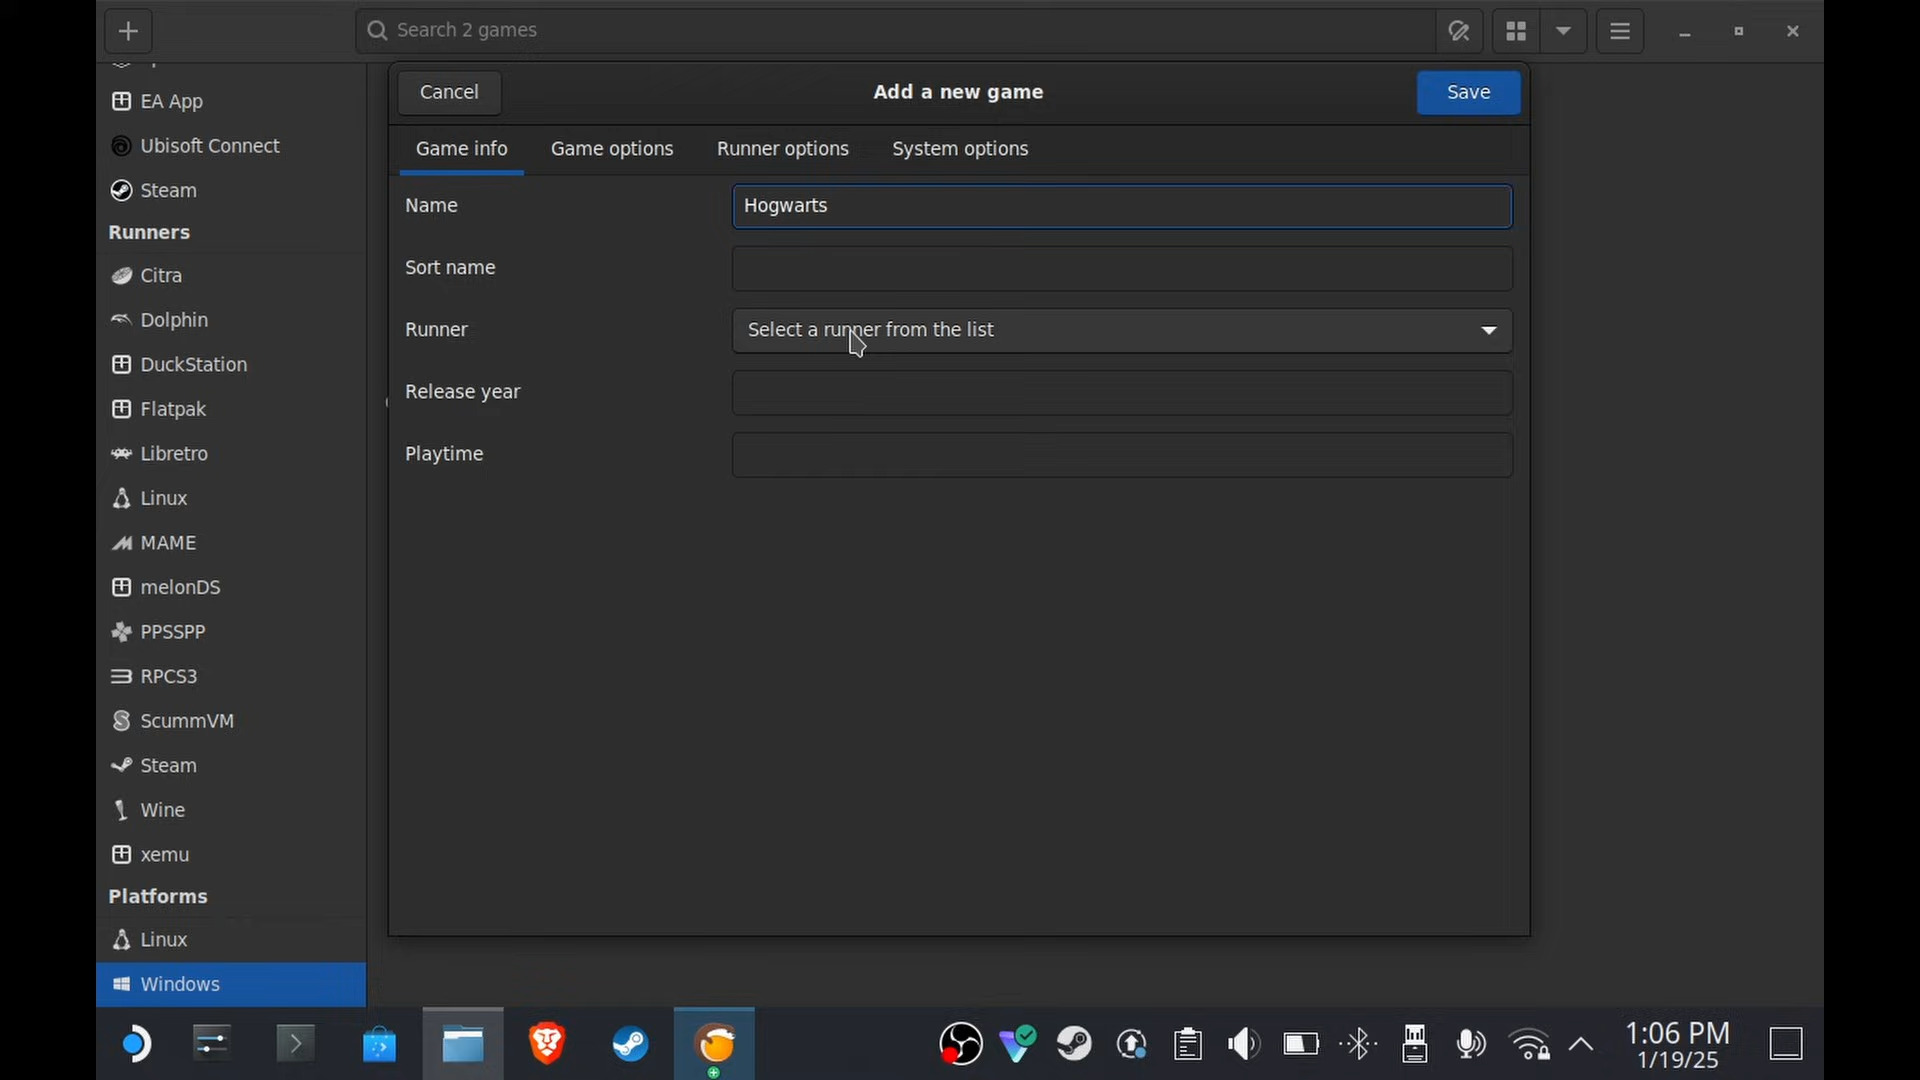 Search 2 games
EA App
Ubisoft Connect
Steam
Runners
Citra
Dolphin
DuckStation
Flatpak
Libretro
Linux
MAME
melonDS
PPSSPP
RPCS3
ScummVM
Steam
Wine
xemu
Platforms
Linux
Windows
Cancel
Add a new game
Save
Game info
Game options
Runner options
System options
Name
Hogwarts
Sort name
Runner
Select a runner from the list
Release year
Playtime
1:06 PM
1/19/25